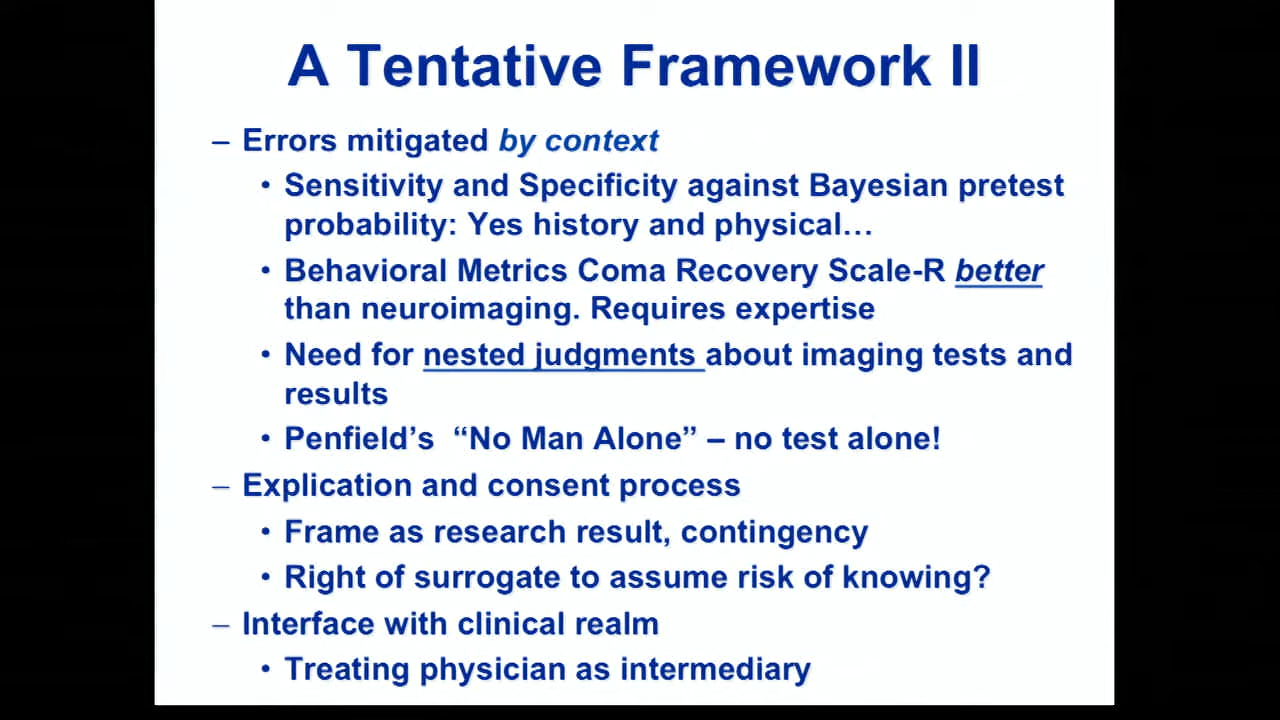 A Tentative Framework II
– Errors mitigated by context
• Sensitivity and Specificity against Bayesian pretest
probability: Yes history and physical…
• Behavioral Metrics Coma Recovery Scale-R better
than neuroimaging. Requires expertise
• Need for nested judgments about imaging tests and
results
• Penfield’s “No Man Alone” – no test alone!
– Explication and consent process
• Frame as research result, contingency
• Right of surrogate to assume risk of knowing?
– Interface with clinical realm
• Treating physician as intermediary